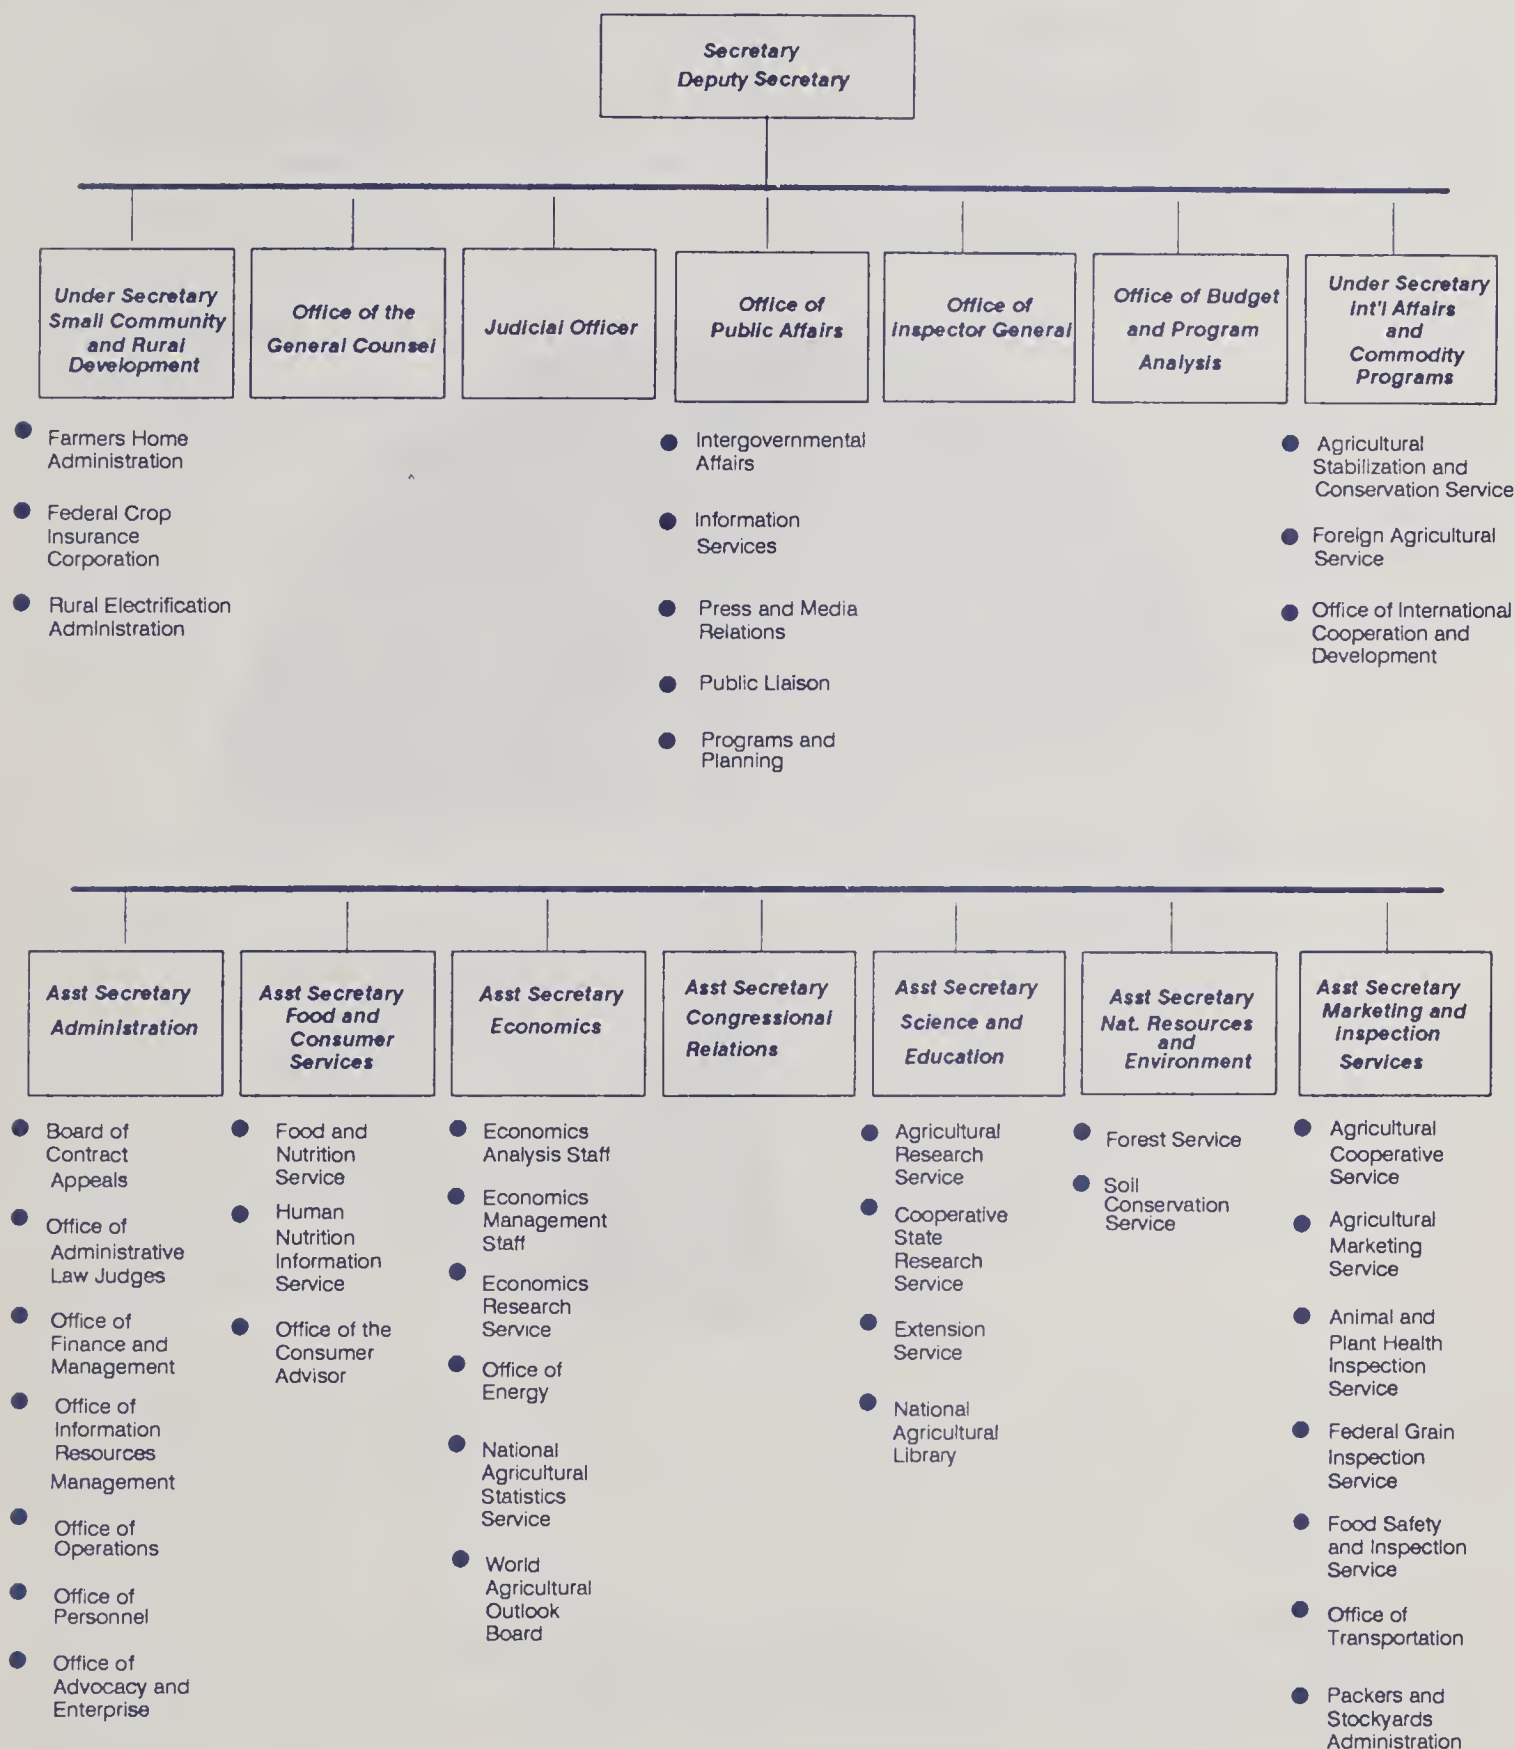 Secretary
Deputy Secretary
Under Secretary
Small Community
and Rural
Development
Office of the
General Counsel
Judicial Officer
Office of
Public Affairs
Office of
Inspector General
Office of Budget
and Program
Analysis
Under Secretary
Int'l Affairs
and
Commodity
Programs
Farmers Home
Administration
Federal Crop
Insurance
Corporation
Rural Electrification
Administration
Intergovernmental
Affairs
Information
Services
Press and Media
Relations
Public Liaison
Programs and
Planning
Agricultural
Stabilization and
Conservation Service
Foreign Agricultural
Service
Office of International
Cooperation and
Development
Asst Secretary
Administration
Asst Secretary
Food and
Consumer
Services
Asst Secretary
Economics
Asst Secretary
Congressional
Relations
Asst Secretary
Science and
Education
Asst Secretary
Nat. Resources
and
Environment
Asst Secretary
Marketing and
Inspection
Services
Board of
Contract
Appeals
Office of
Administrative
Law Judges
Office of
Finance and
Management
Office of
Information
Resources
Management
Office of
Operations
Office of
Personnel
Office of
Advocacy and
Enterprise
Food and
Nutrition
Service
Human
Nutrition
Information
Service
Office of the
Consumer
Advisor
Economics
Analysis Staff
Economics
Management
Staff
Economics
Research
Service
Office of
Energy
National
Agricultural
Statistics
Service
World
Agricultural
Outlook
Board
Agricultural
Research
Service
Cooperative
State
Research
Service
Extension
Service
National
Agricultural
Library
Forest Service
Soil
Conservation
Service
Agricultural
Cooperative
Service
Agricultural
Marketing
Service
Animal and
Plant Health
Inspection
Service
Federal Grain
Inspection
Service
Food Safety
and Inspection
Service
Office of
Transportation
Packers and
Stockyards
Administration